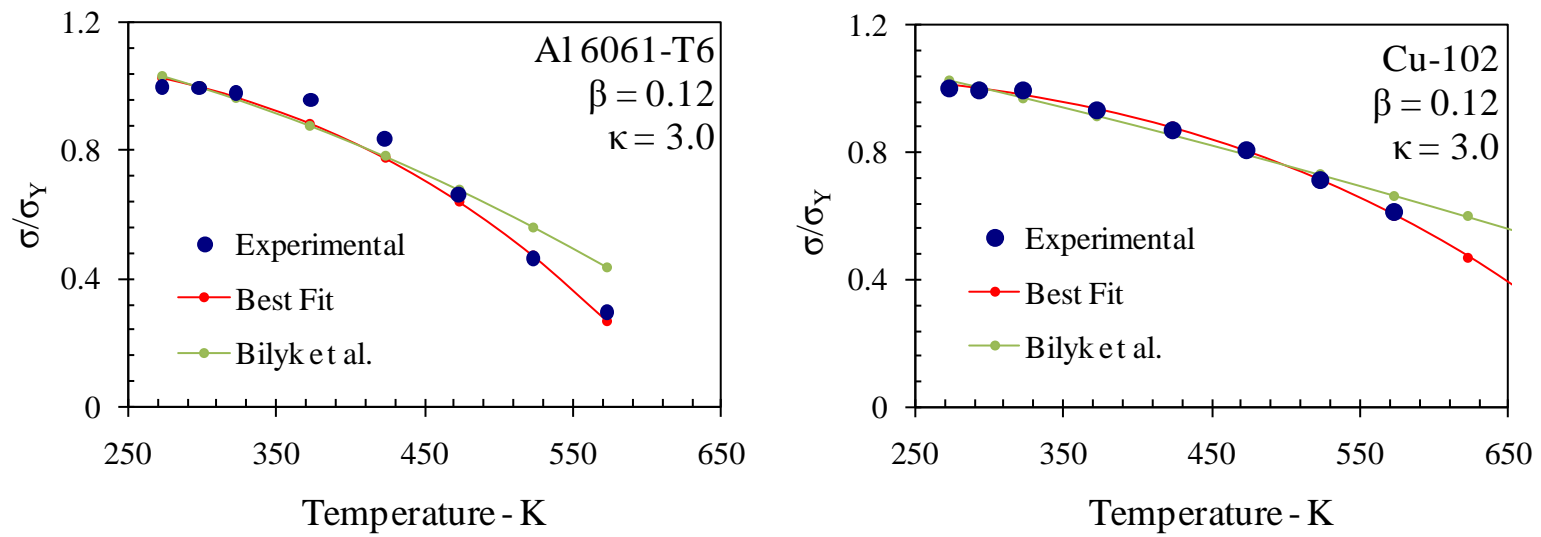 1.2
0.8
0.4
0
250
350
450
550
650
σ/σY
Temperature - K
Al 6061-T6
β = 0.12
κ = 3.0
Experimental
Best Fit
Bilyk et al.
1.2
0.8
0.4
0
250
350
450
550
650
σ/σY
Temperature - K
Cu-102
β = 0.12
κ = 3.0
Experimental
Best Fit
Bilyk et al.